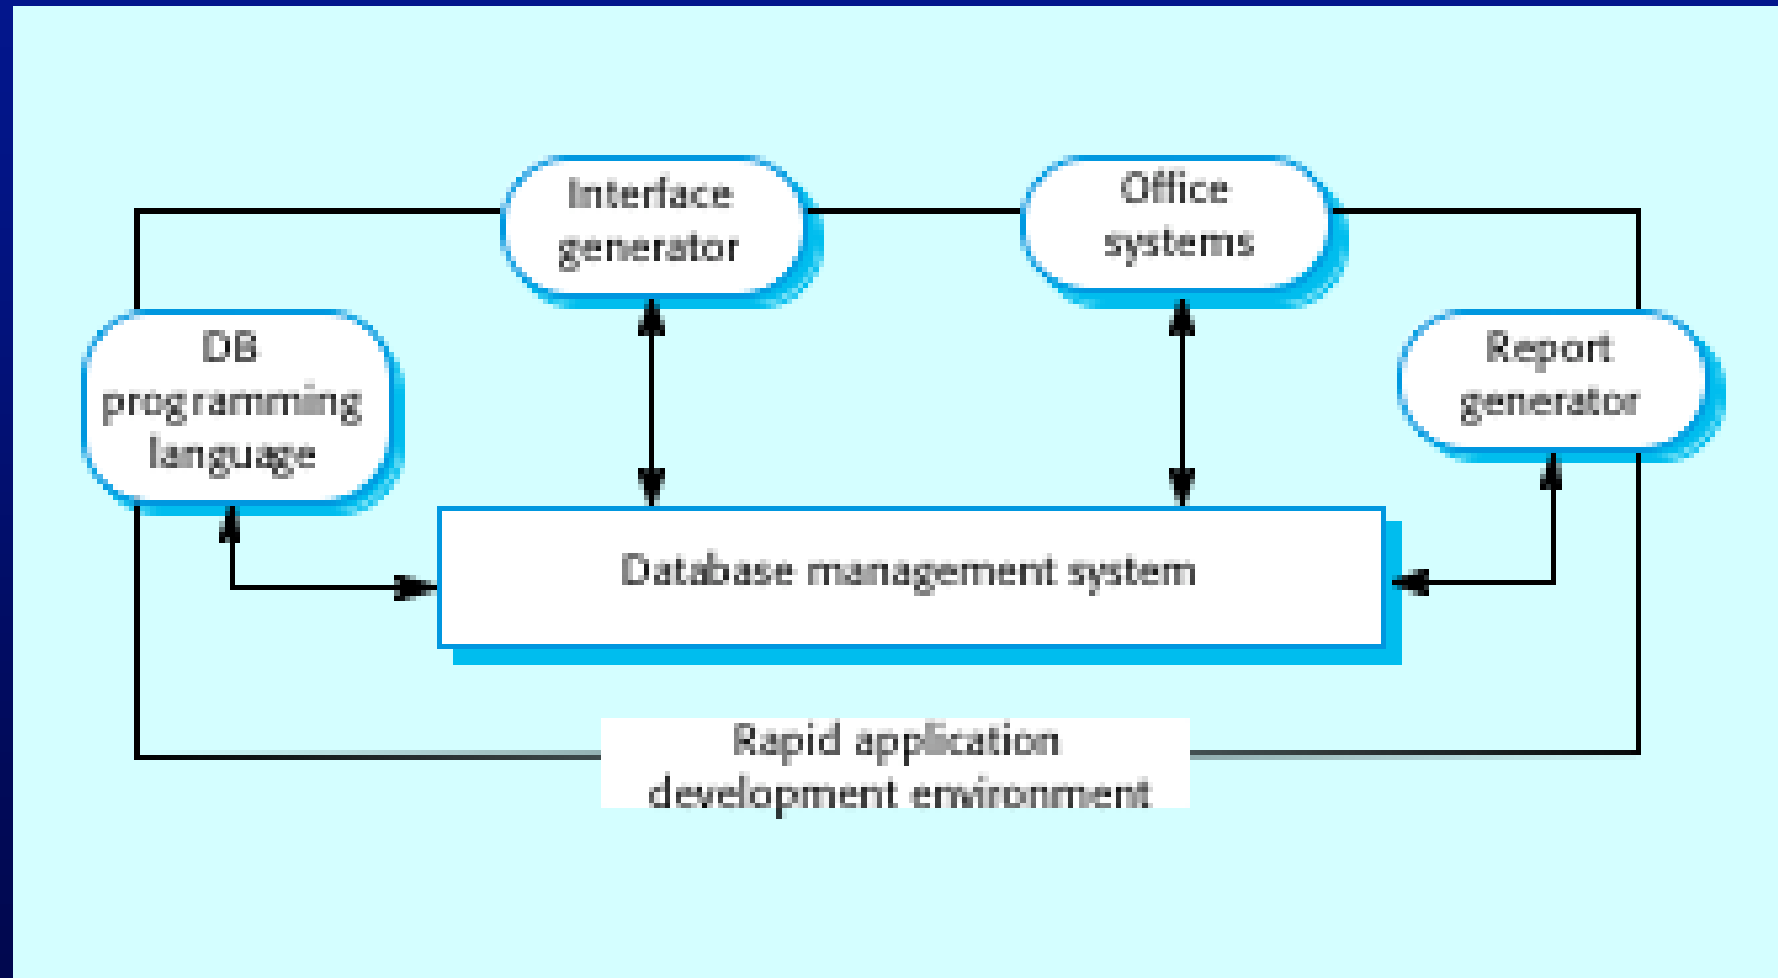 Interface
generator
Office
systems
DB
programming
language
Report
generator
Database management system
Rapid application
development environment